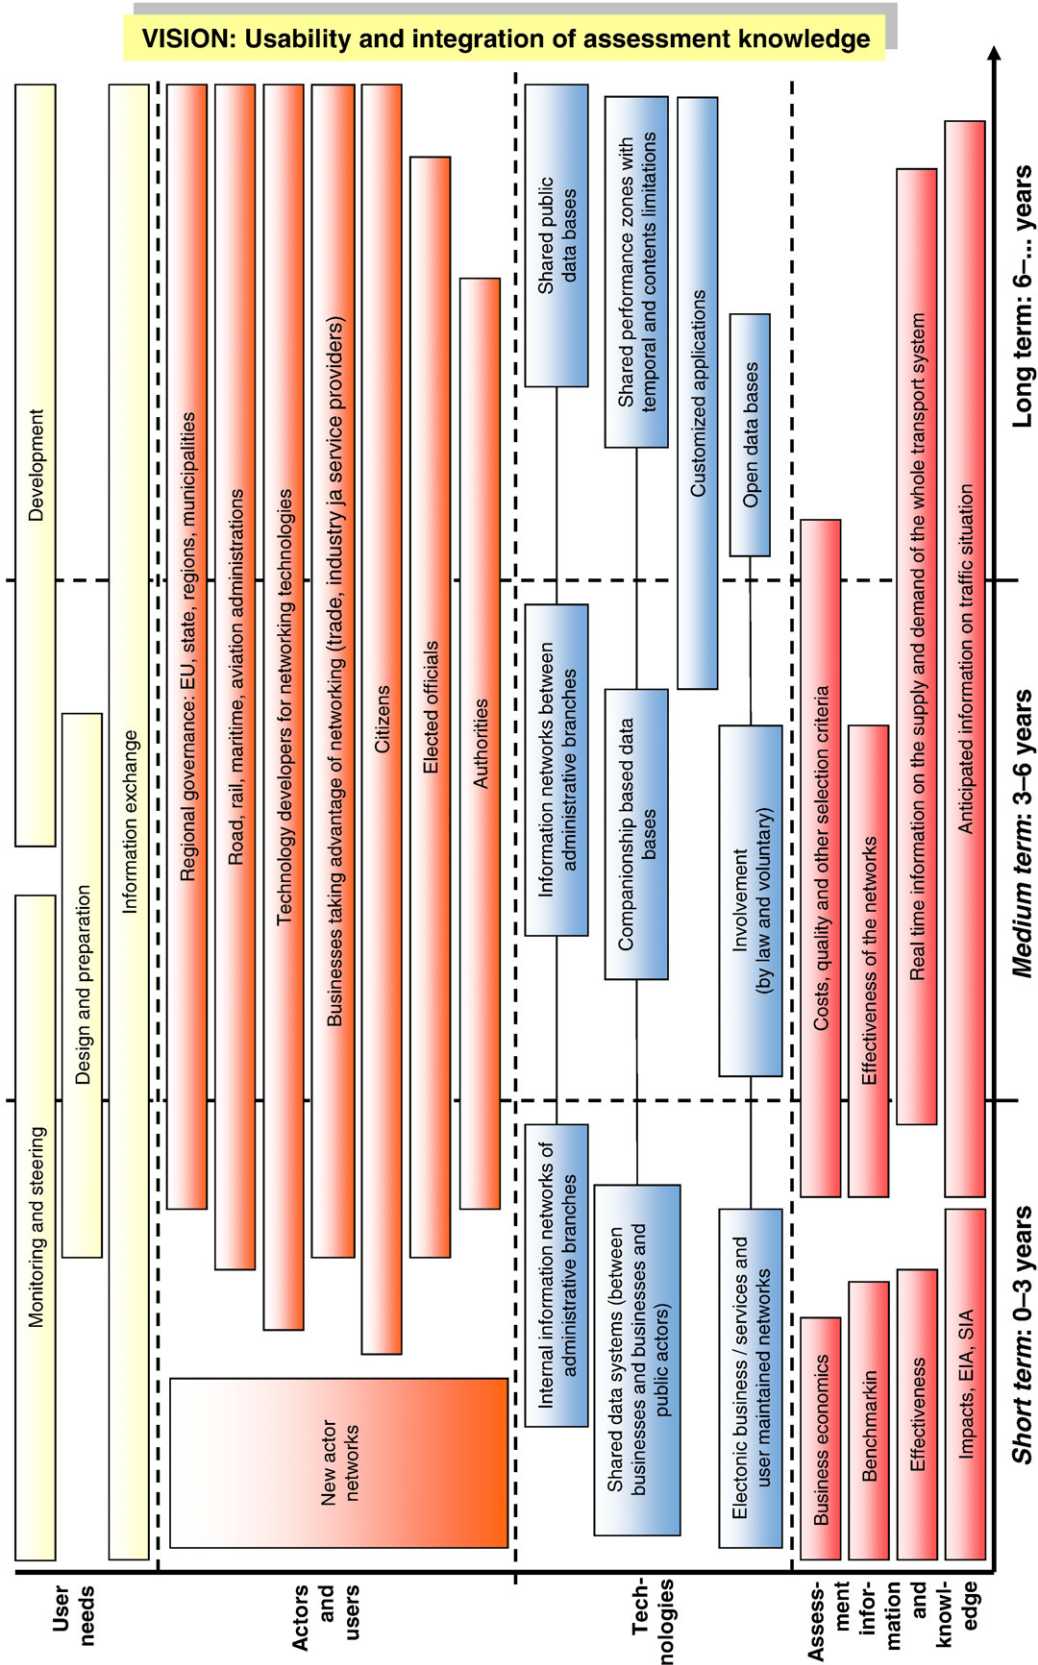 VISION: Usability and integration of assessment knowledge
User
needs
Monitoring and steering
Development
Design and preparation
Information exchange
Actors
and
users
New actor
networks
Regional governance: EU, state, regions, municipalities
Road, rail, maritime, aviation administrations
Technology developers for networking technologies
Businesses taking advantage of networking (trade, industry ja service providers)
Citizens
Elected officials
Authorities
Tech-
nologies
Internal information networks of
administrative branches
Information networks between
administrative branches
Shared public
data bases
Shared data systems (between
businesses and businesses and
public actors)
Companionship based data
bases
Shared performance zones with
temporal and contents limitations
Customized applications
Electonic business / services and
user maintained networks
Involvement
(by law and voluntary)
Open data bases
Assess-
ment
infor-
mation
and
knowl-
edge
Business economics
Costs, quality and other selection criteria
Benchmarkin
Effectiveness of the networks
Effectiveness
Real time information on the supply and demand of the whole transport system
Impacts, EIA, SIA
Anticipated information on traffic situation
Short term: 0–3 years
Medium term: 3–6 years
Long term: 6–... years